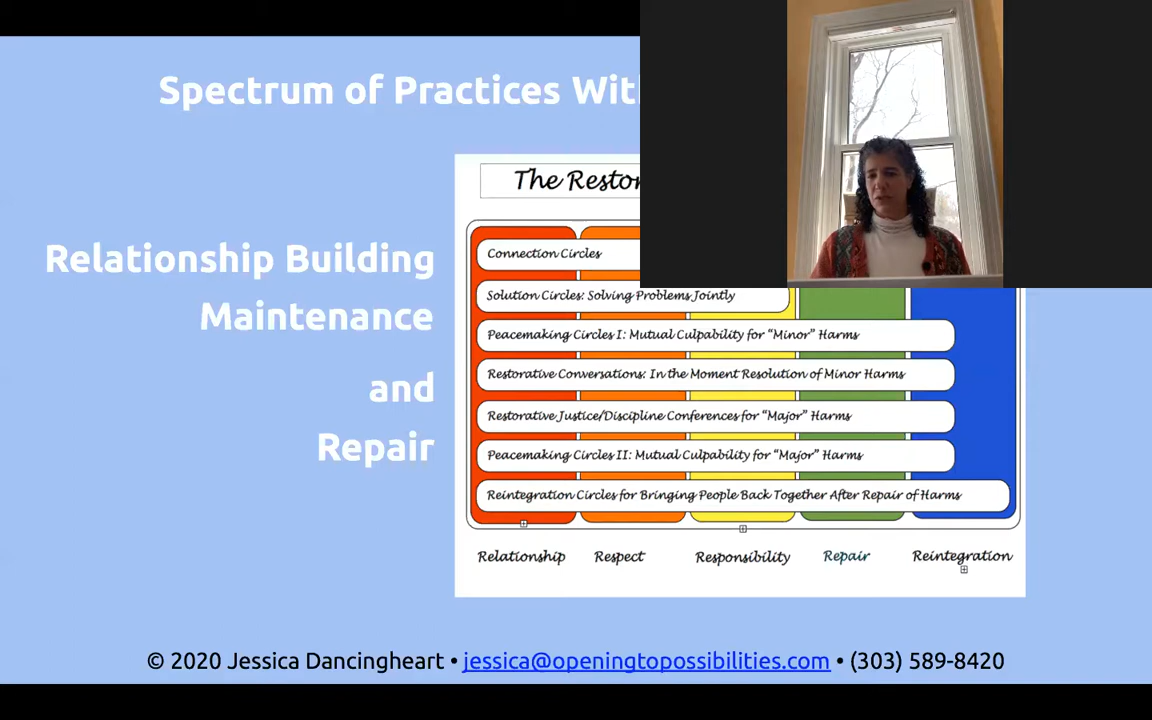 Spectrum of Practices
The
Relationship Building
Maintenance
and
Repair
Connection Circles
Solution Circles: Solving Problems Jointly
Peacemaking Circles I: Mutual Culpability for “Minor” Harms
Restorative Conversations: In the Moment Resolution of Minor Harms
Restorative Justice/Discipline Conferences for “Major” Harms
Peacemaking Circles II: Mutual Culpability for “Major” Harms
Reintegration Circles for Bringing People Back Together After Repair of Harms
Relationship Respect Responsibility Repair Reintegration
© 2020 Jessica Dancingheart • jessica@openingtopossibilities.com • (303) 589-8420